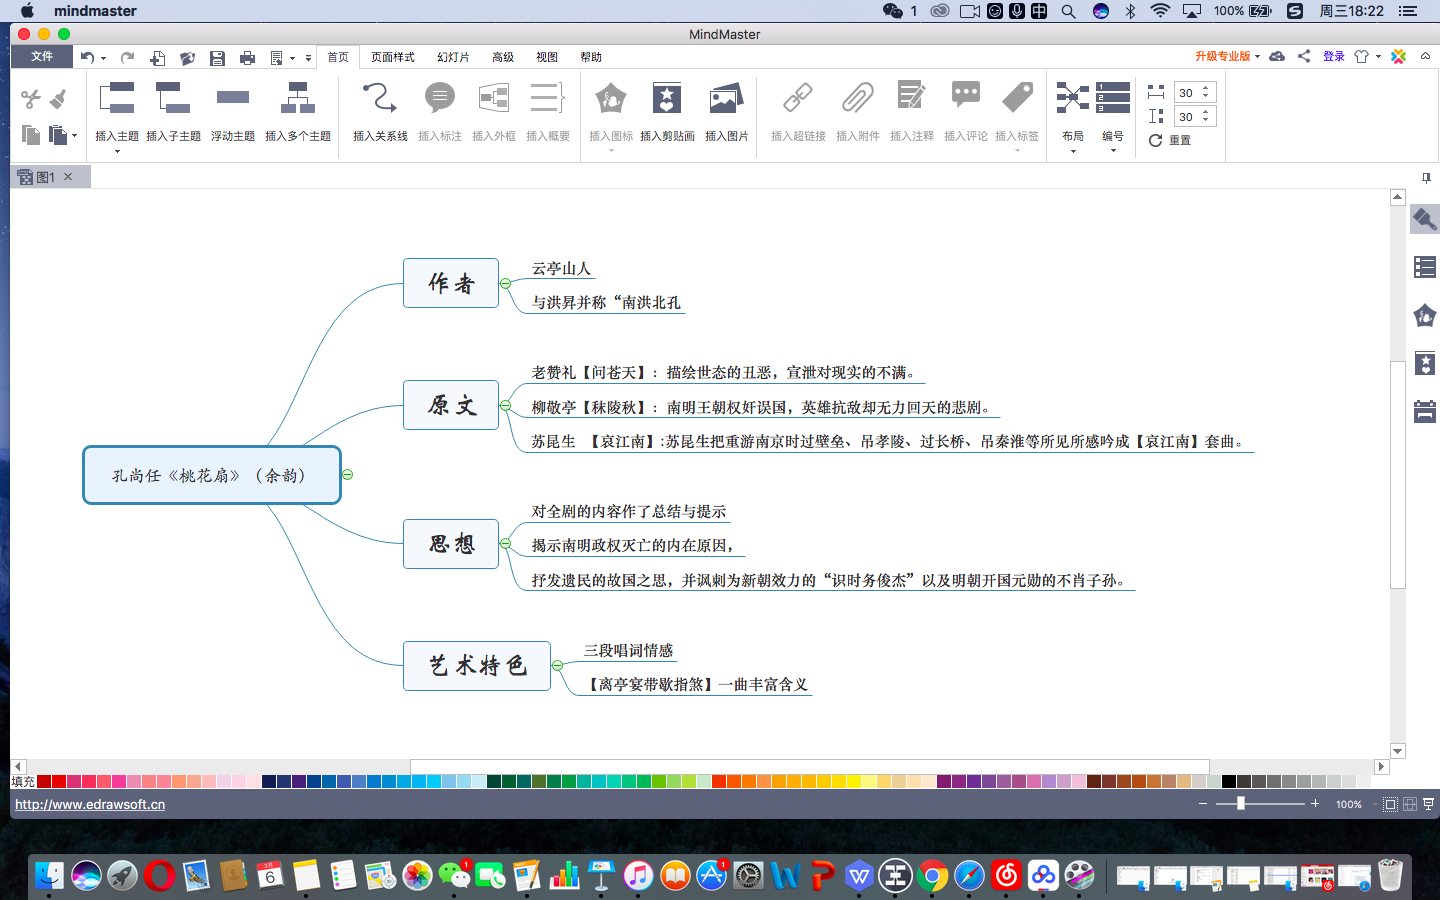 mindmaster
1
100%
周三18:22
MindMaster
文件
首页
页面样式
幻灯片
高级
视图
帮助
升级专业版
登录
插入主题
插入子主题
浮动主题
插入多个主题
插入关系线
插入标注
插入外框
插入概要
插入图标
插入剪贴画
插入图片
插入超链接
插入附件
插入注释
插入评论
插入标签
布局
编号
30
30
重置
图1
孔尚任《桃花扇》（余韵）
作者
云亭山人
与洪昇并称“南洪北孔
原文
老赞礼【问苍天】：描绘世态的丑恶，宣泄对现实的不满。
柳敬亭【秣陵秋】：南明王朝权奸误国，英雄抗敌却无力回天的悲剧。
苏昆生 【哀江南】:苏昆生把重游南京时过壁垒、吊孝陵、过长桥、吊秦淮等所见所感吟成【哀江南】套曲。
思想
对全剧的内容作了总结与提示
揭示南明政权灭亡的内在原因，
抒发遗民的故国之思，并讽刺为新朝效力的“识时务俊杰”以及明朝开国元勋的不肖子孙。
艺术特色
三段唱词情感
【离亭宴带歇指煞】一曲丰富含义
填充
http://www.edrawsoft.cn
100%